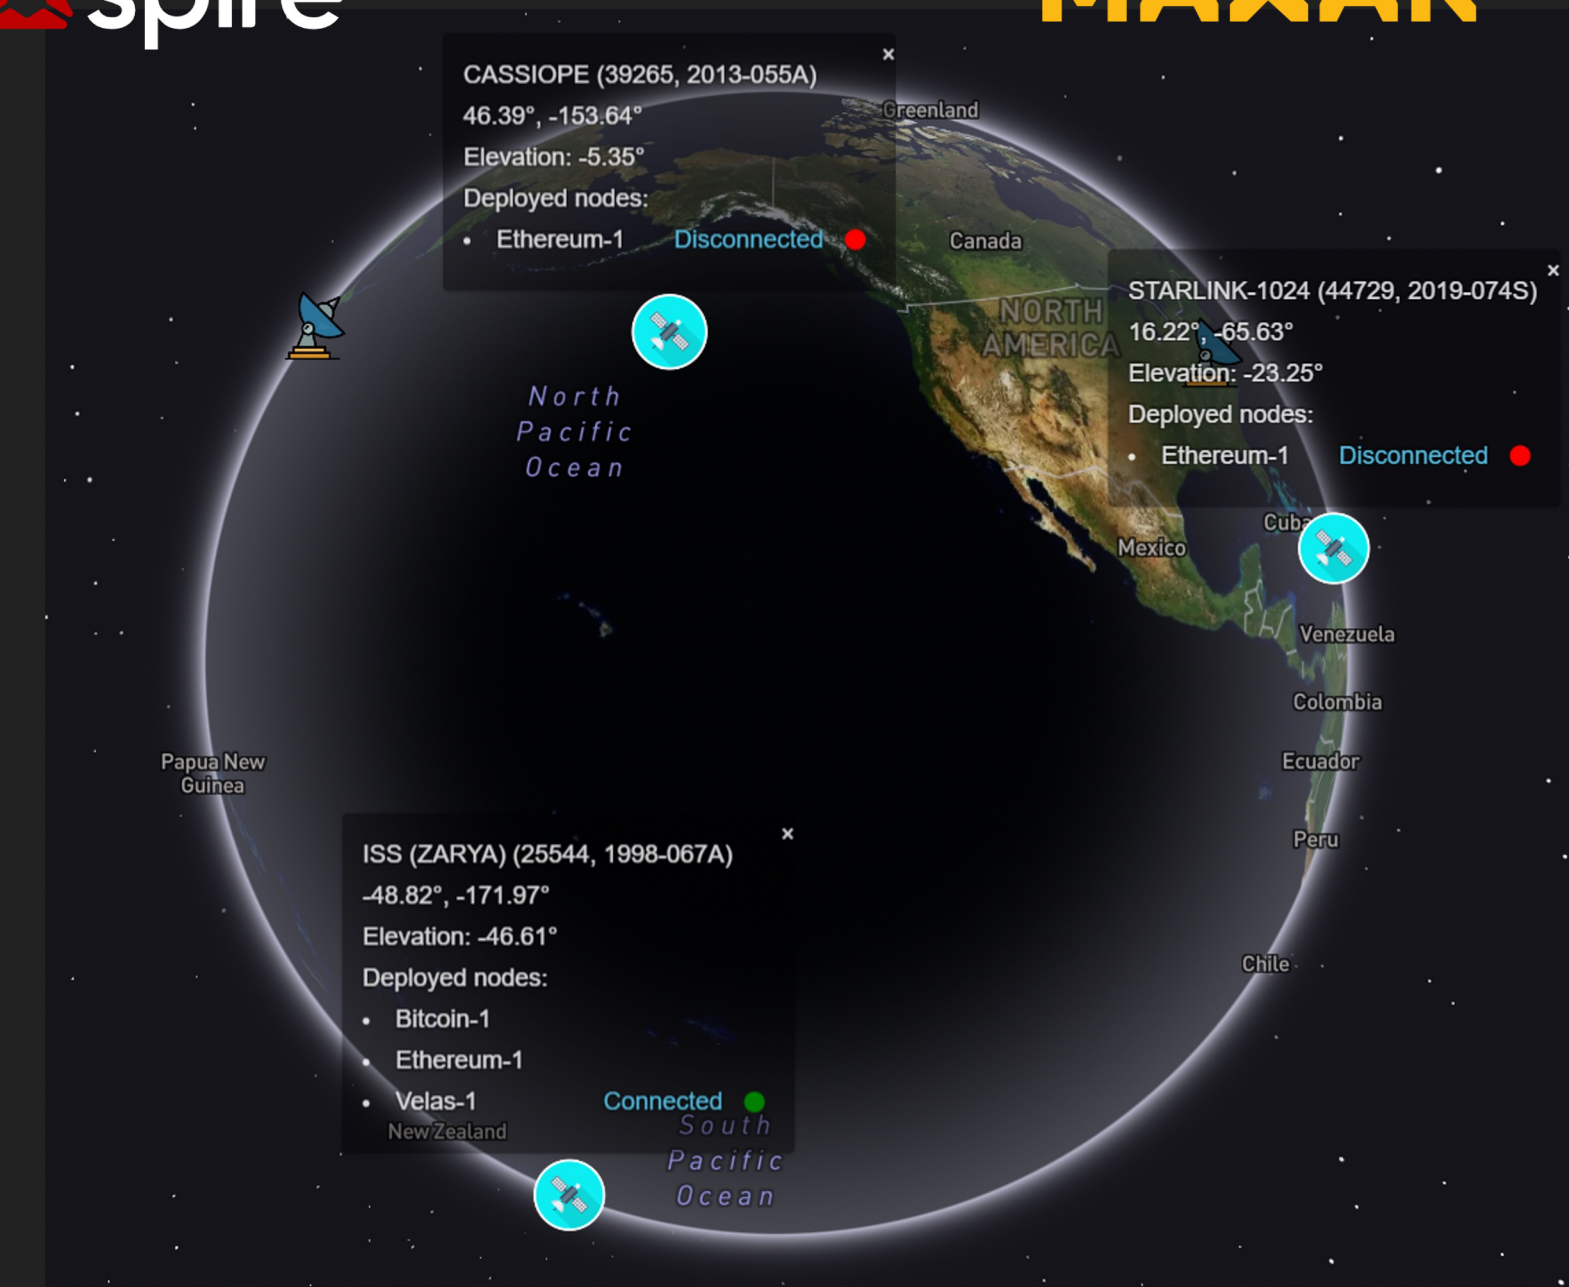 spire
MAXAR
CASSIOPE (39265, 2013-055A)
46.39°, -153.64°
Elevation: -5.35°
Deployed nodes:
• Ethereum-1 Disconnected
Greenland
Canada
NORTH
AMERICA
STARLINK-1024 (44729, 2019-074S)
16.22°, -65.63°
Elevation: -23.25°
Deployed nodes:
• Ethereum-1 Disconnected
North
Pacific
Ocean
Cuba
Mexico
Venezuela
Colombia
Ecuador
Peru
Chile
Papua New
Guinea
ISS (ZARYA) (25544, 1998-067A)
-48.82°, -171.97°
Elevation: -46.61°
Deployed nodes:
• Bitcoin-1
• Ethereum-1
• Velas-1 Connected
New Zealand
South
Pacific
Ocean